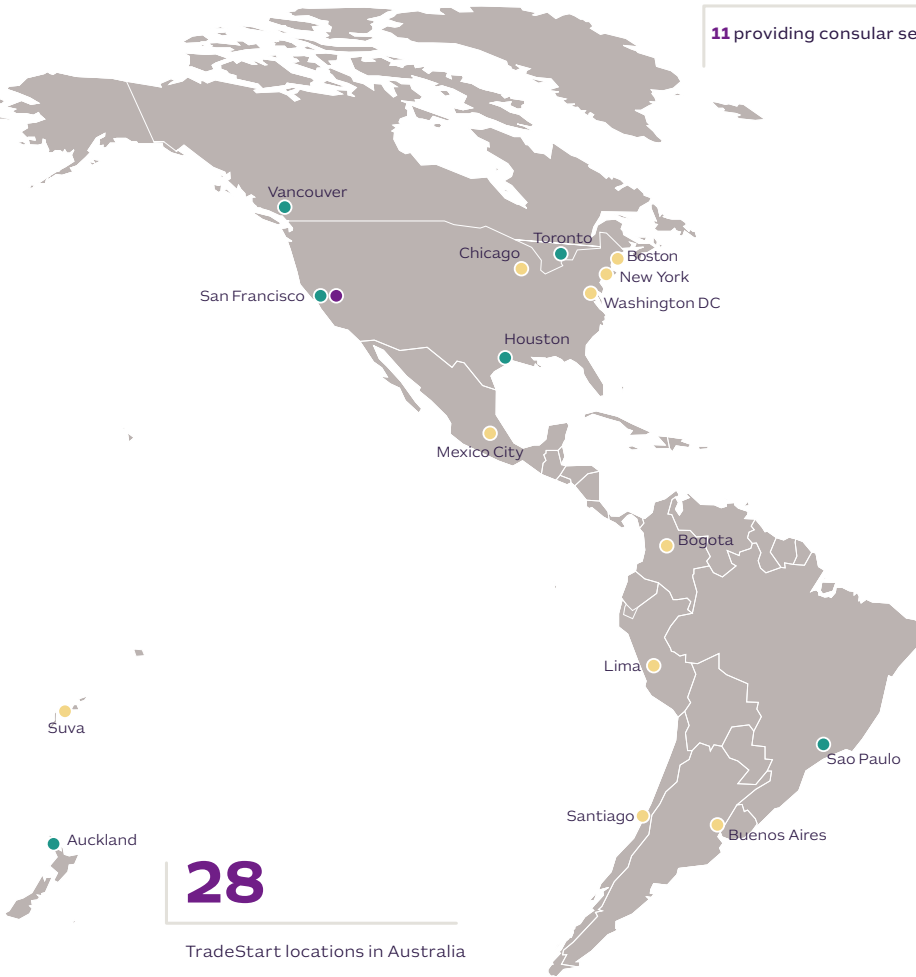 11 providing consular
Vancouver
Toronto
Chicago
Boston
New York
San Francisco
Washington DC
Houston
Mexico City
Bogota
Lima
Suva
Sao Paulo
Santiago
Buenos Aires
Auckland
28
TradeStart locations in Australia